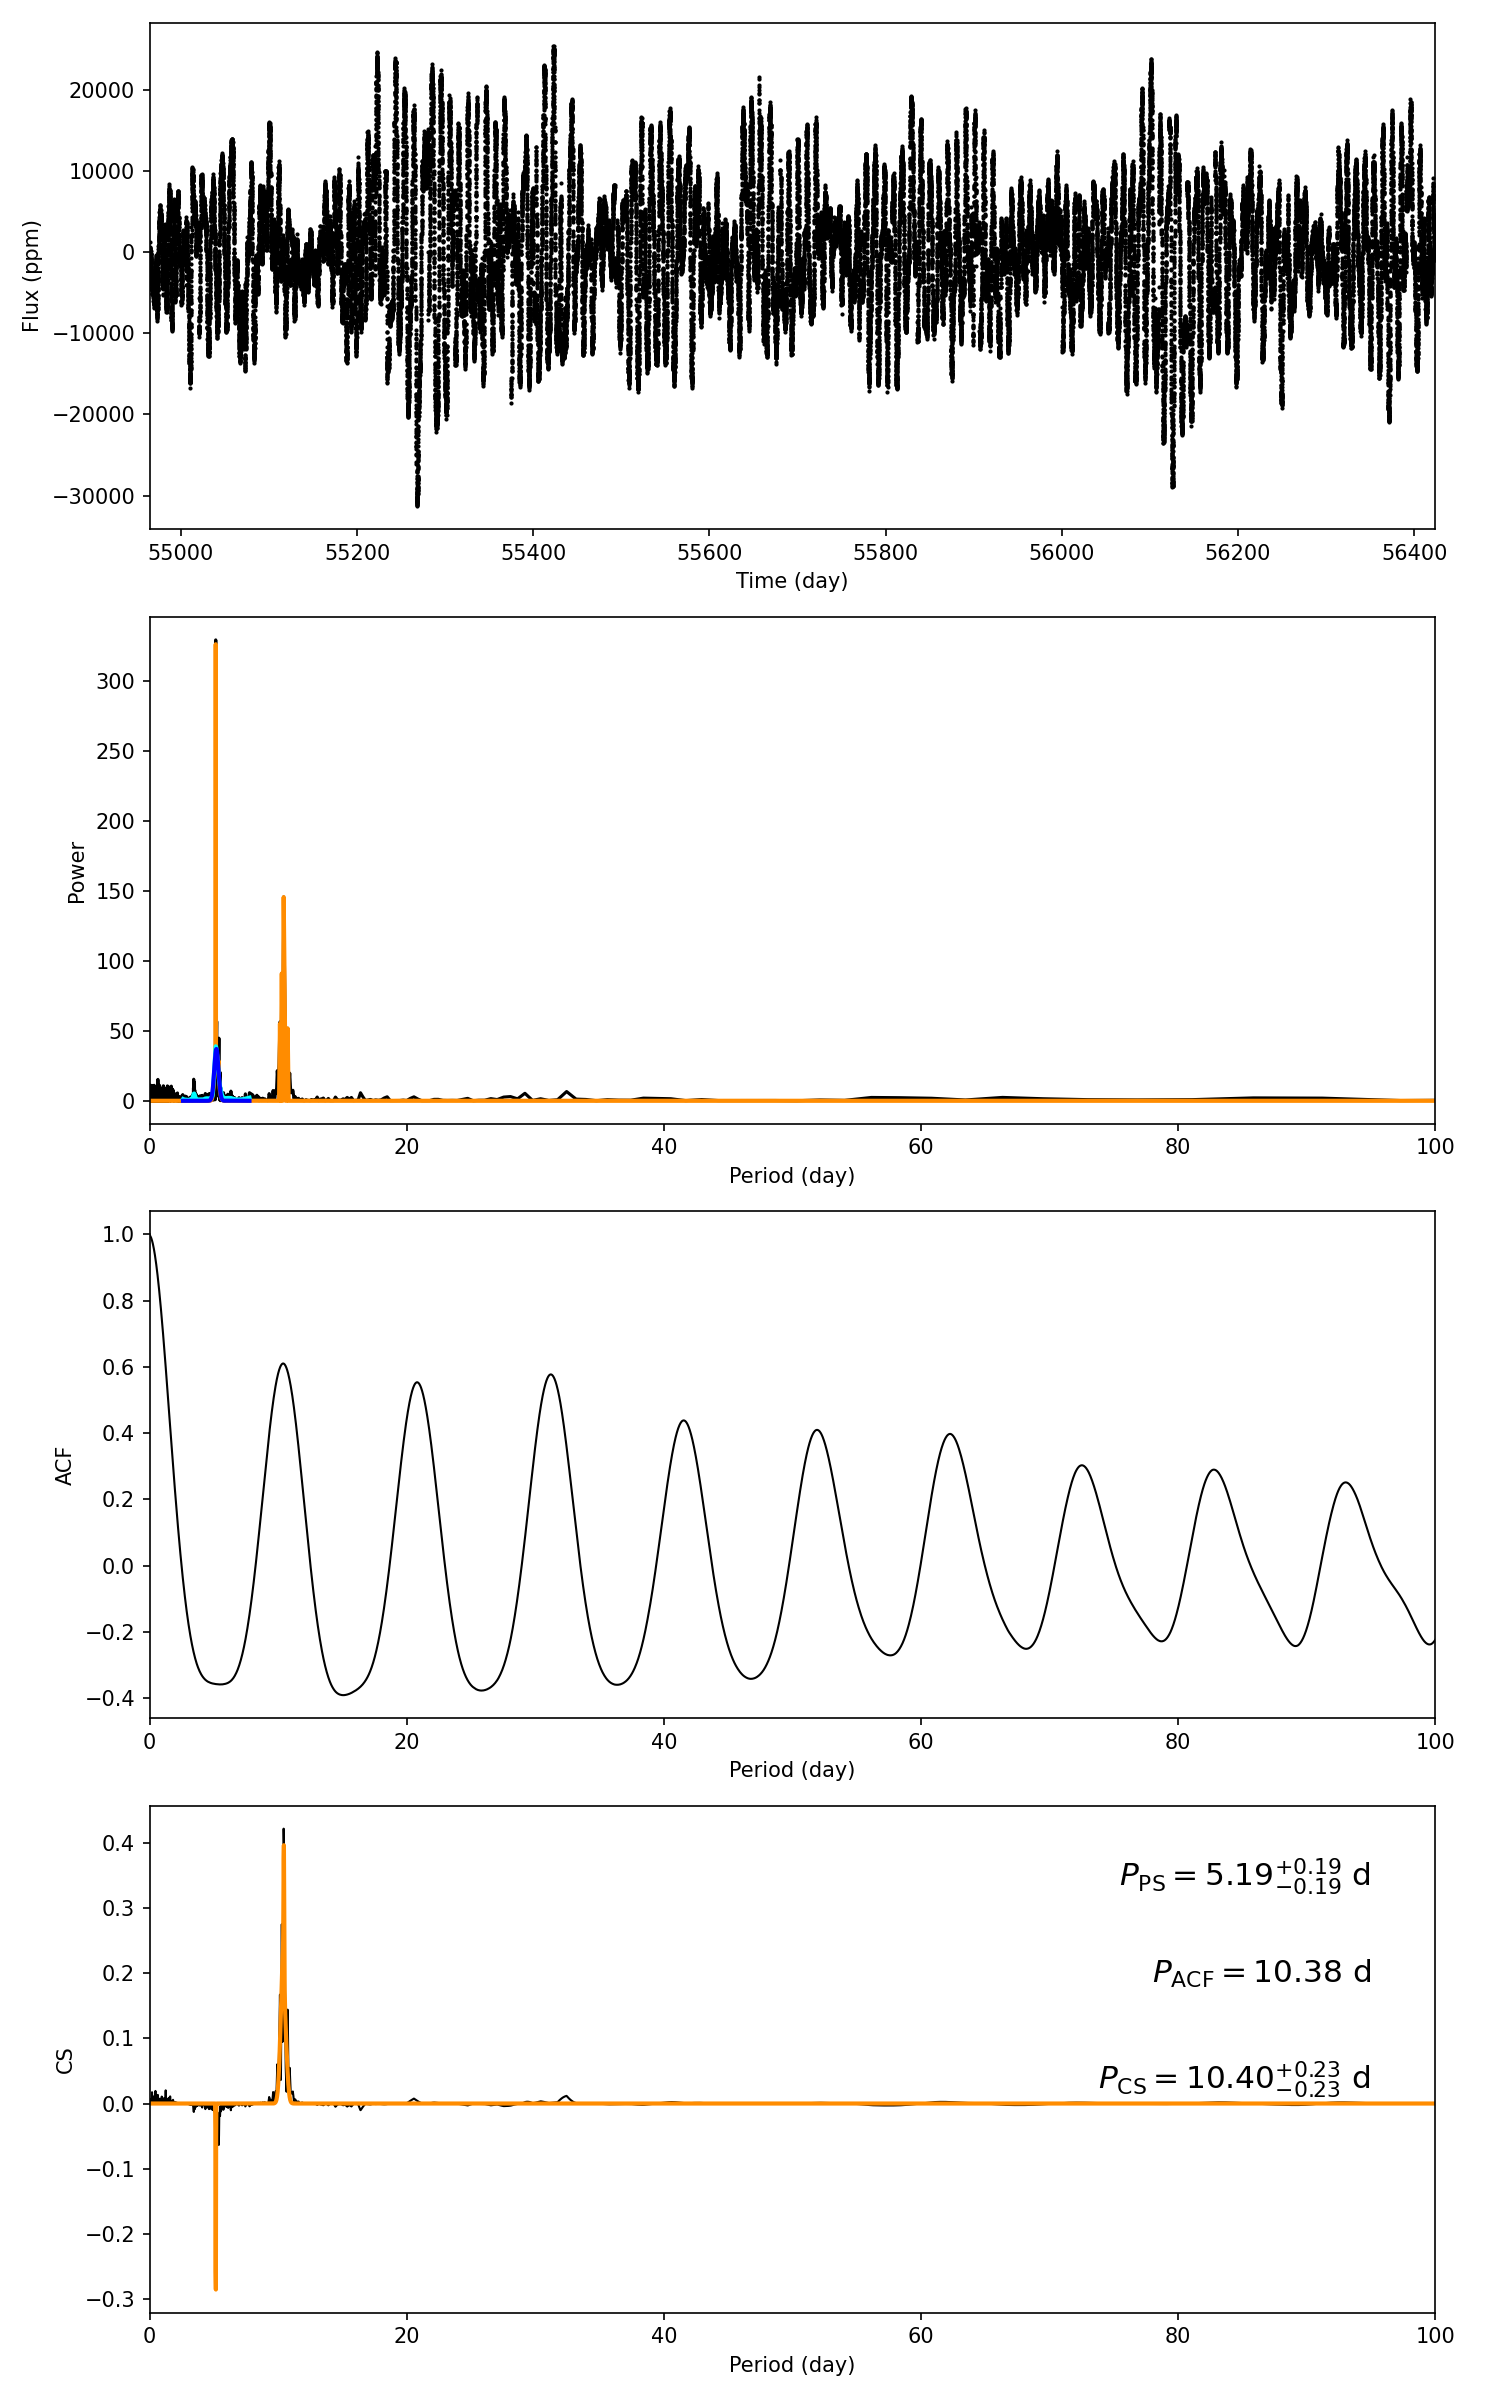 20000
10000
0
−10000
−20000
−30000
Flux (ppm)
55000 55200 55400 55600 55800 56000 56200 56400
Time (day)
300
250
200
150
100
50
0
Power
0 20 40 60 80 100
Period (day)
1.0
0.8
0.6
0.4
0.2
0.0
−0.2
−0.4
ACF
0 20 40 60 80 100
Period (day)
0.4
0.3
0.2
0.1
0.0
−0.1
−0.2
−0.3
CS
P_PS = 5.19 +0.19 −0.19 d
P_ACF = 10.38 d
P_CS = 10.40 +0.23 −0.23 d
0 20 40 60 80 100
Period (day)